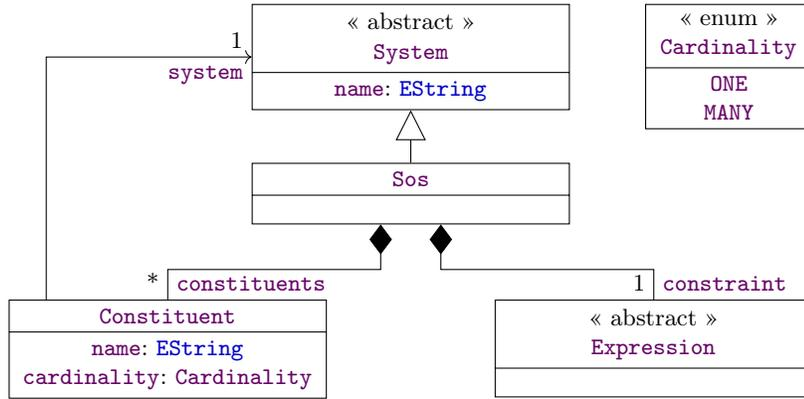 « abstract »
System
name: EString
« enum »
Cardinality
ONE
MANY
1
system
Sos
* constituents
1 constraint
Constituent
name: EString
cardinality: Cardinality
« abstract »
Expression